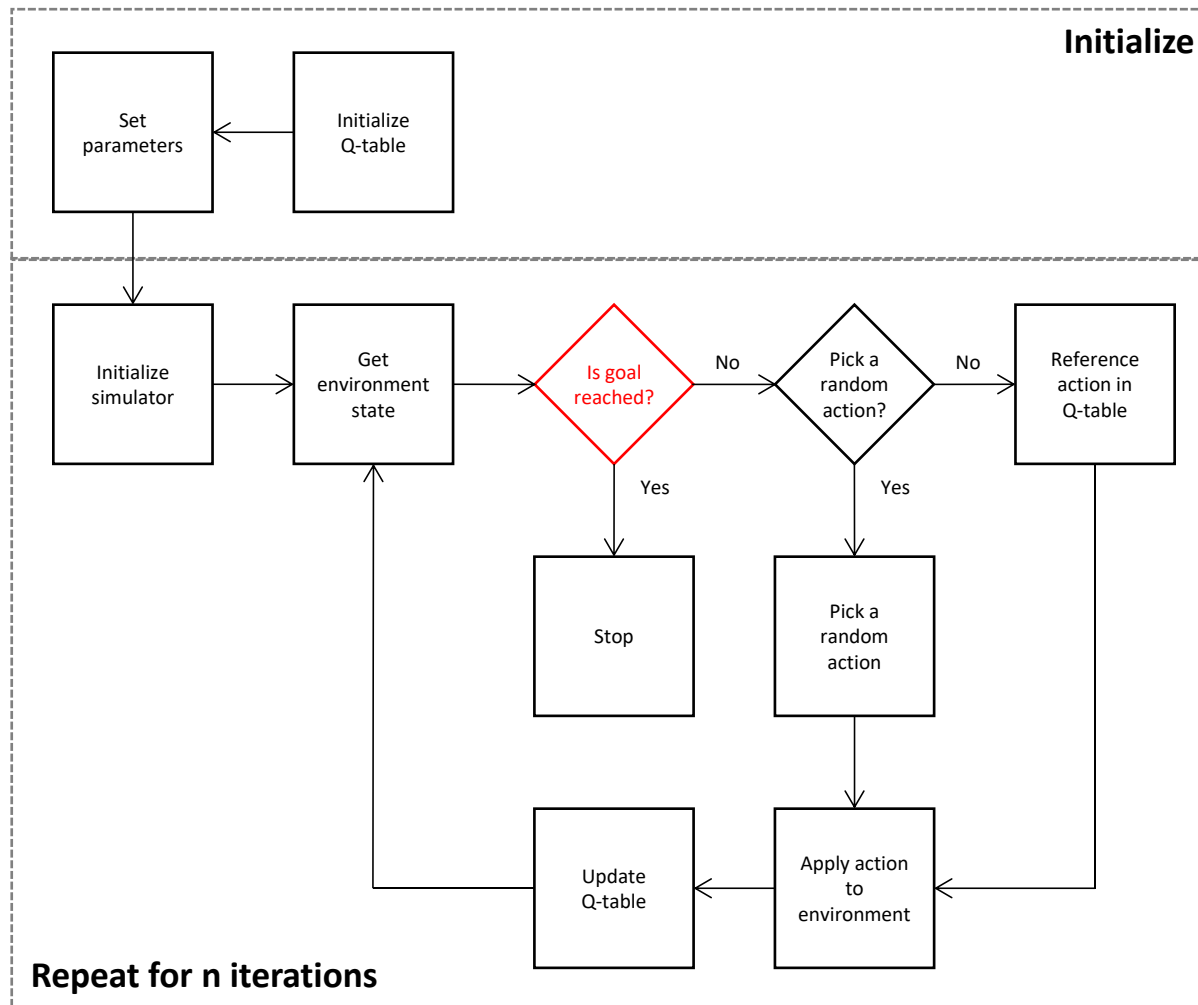 Initialize
Set
parameters
Initialize
Q-table
Initialize
simulator
Get
environment
state
Is goal
reached?
No
Pick a
random
action?
No
Reference
action in
Q-table
Yes
Yes
Stop
Pick a
random
action
Update
Q-table
Apply action
to
environment
Repeat for n iterations